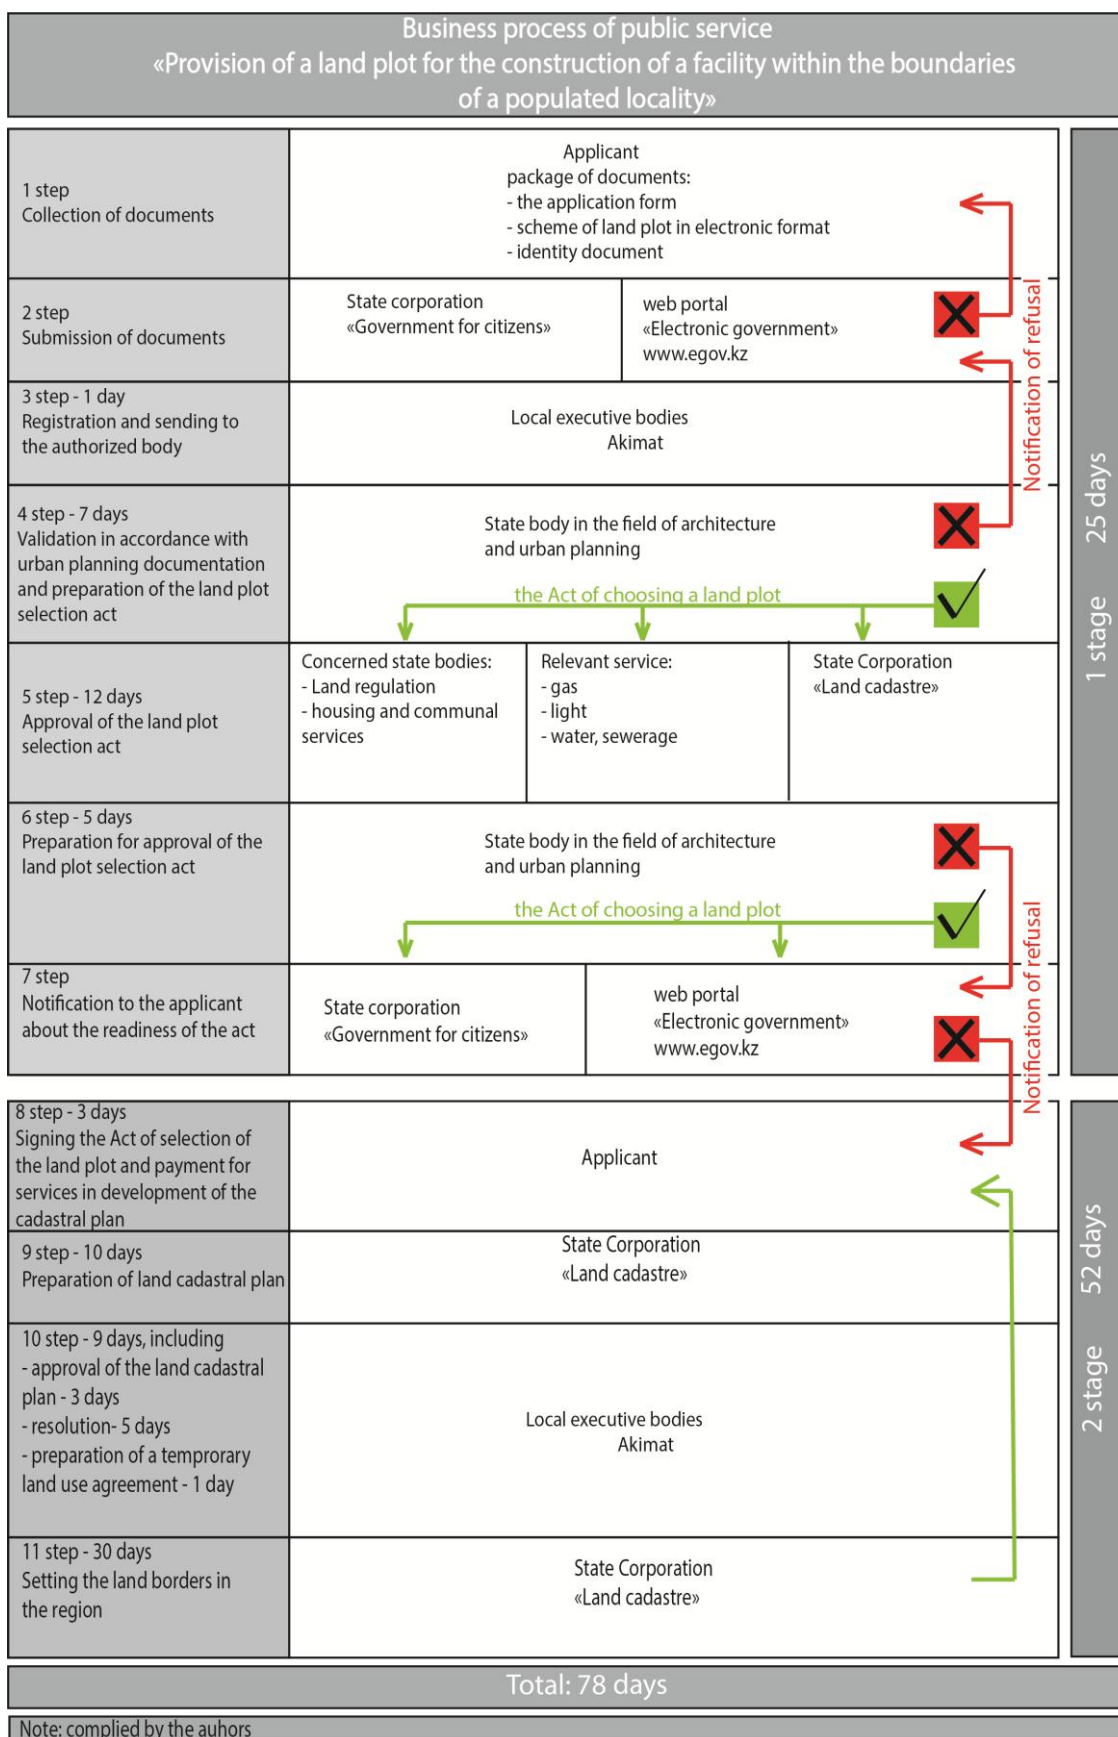 Business process of public service
«Provision of a land plot for the construction of a facility within the boundaries
of a populated locality»
1 step
Collection of documents
Applicant
package of documents:
- the application form
- scheme of land plot in electronic format
- identity document
2 step
Submission of documents
State corporation
«Government for citizens»
web portal
«Electronic government»
www.egov.kz
Notification of refusal
3 step - 1 day
Registration and sending to
the authorized body
Local executive bodies
Akimat
4 step - 7 days
Validation in accordance with
urban planning documentation
and preparation of the land plot
selection act
State body in the field of architecture
and urban planning
the Act of choosing a land plot
1 stage 25 days
5 step - 12 days
Approval of the land plot
selection act
Concerned state bodies:
- Land regulation
- housing and communal
services
Relevant service:
- gas
- light
- water, sewerage
State Corporation
«Land cadastre»
6 step - 5 days
Preparation for approval of the
land plot selection act
State body in the field of architecture
and urban planning
the Act of choosing a land plot
Notification of refusal
7 step
Notification to the applicant
about the readiness of the act
State corporation
«Government for citizens»
web portal
«Electronic government»
www.egov.kz
8 step - 3 days
Signing the Act of selection of
the land plot and payment for
services in development of the
cadastral plan
Applicant
9 step - 10 days
Preparation of land cadastral plan
State Corporation
«Land cadastre»
2 stage 52 days
10 step - 9 days, including
- approval of the land cadastral
plan - 3 days
- resolution- 5 days
- preparation of a temprorary
land use agreement - 1 day
Local executive bodies
Akimat
11 step - 30 days
Setting the land borders in
the region
State Corporation
«Land cadastre»
Total: 78 days
Note: complied by the auhors